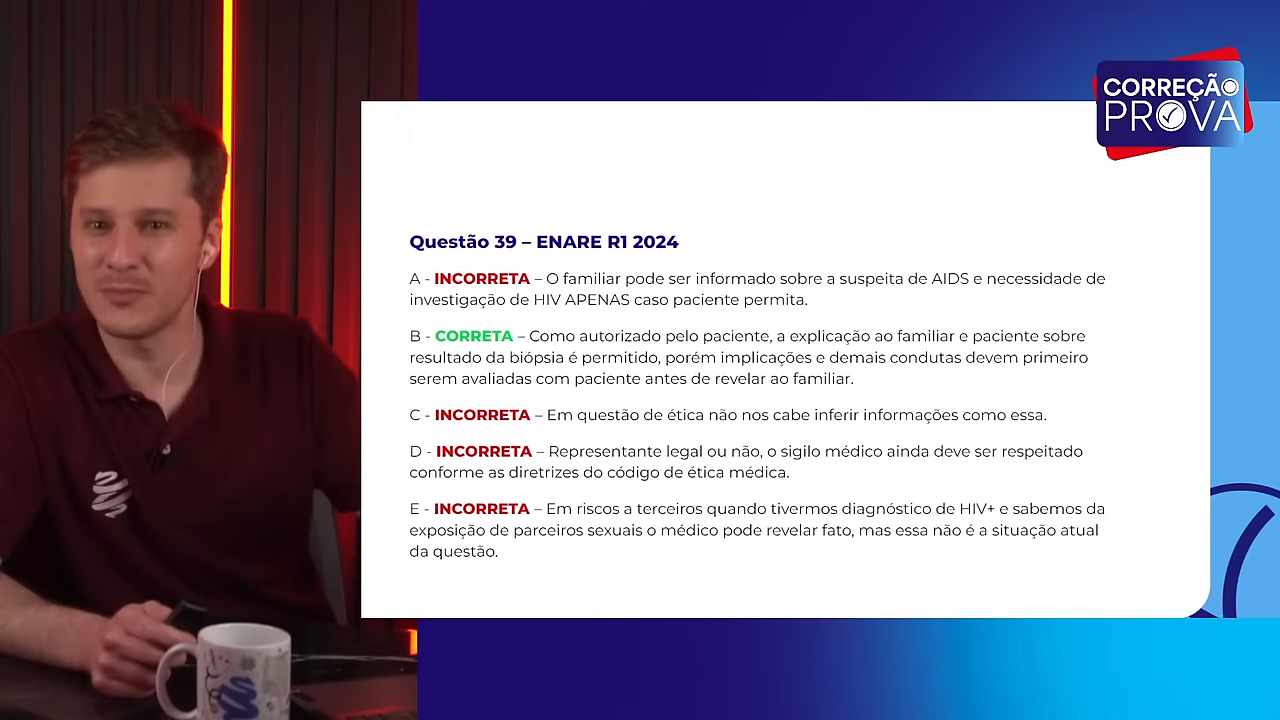 CORREÇÃO
PROVA
Questão 39 – ENARE R1 2024
A - INCORRETA – O familiar pode ser informado sobre a suspeita de AIDS e necessidade de
investigação de HIV APENAS caso paciente permita.
B - CORRETA – Como autorizado pelo paciente, a explicação ao familiar e paciente sobre
resultado da biópsia é permitido, porém implicações e demais condutas devem primeiro
serem avaliadas com paciente antes de revelar ao familiar.
C - INCORRETA – Em questão de ética não nos cabe inferir informações como essa.
D - INCORRETA – Representante legal ou não, o sigilo médico ainda deve ser respeitado
conforme as diretrizes do código de ética médica.
E - INCORRETA – Em riscos a terceiros quando tivermos diagnóstico de HIV+ e sabemos da
exposição de parceiros sexuais o médico pode revelar fato, mas essa não é a situação atual
da questão.